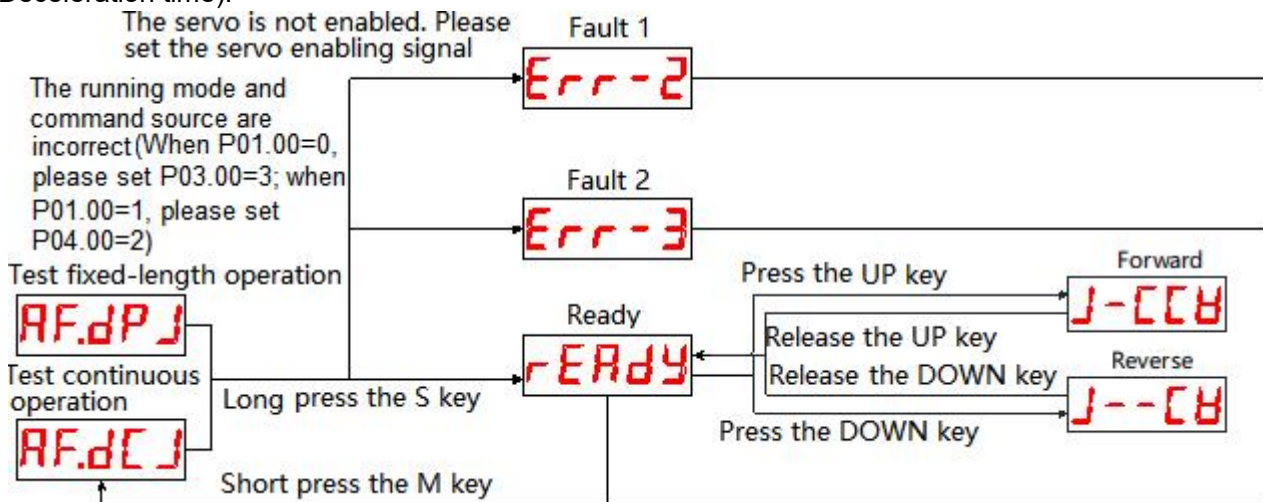 Deceleration time).
The servo is not enabled. Please
set the servo enabling signal
Fault 1
Err-2
The running mode and
command source are
incorrect(When P01.00=0,
please set P03.00=3; when
P01.00=1, please set
P04.00=2)
Fault 2
Err-3
Test fixed-length operation
AF.dPJ
Test continuous
operation
AF.dCJ
Long press the S key
Ready
rEAdY
Press the UP key
Release the UP key
Release the DOWN key
Press the DOWN key
Forward
J-CCW
Reverse
J--CW
Short press the M key